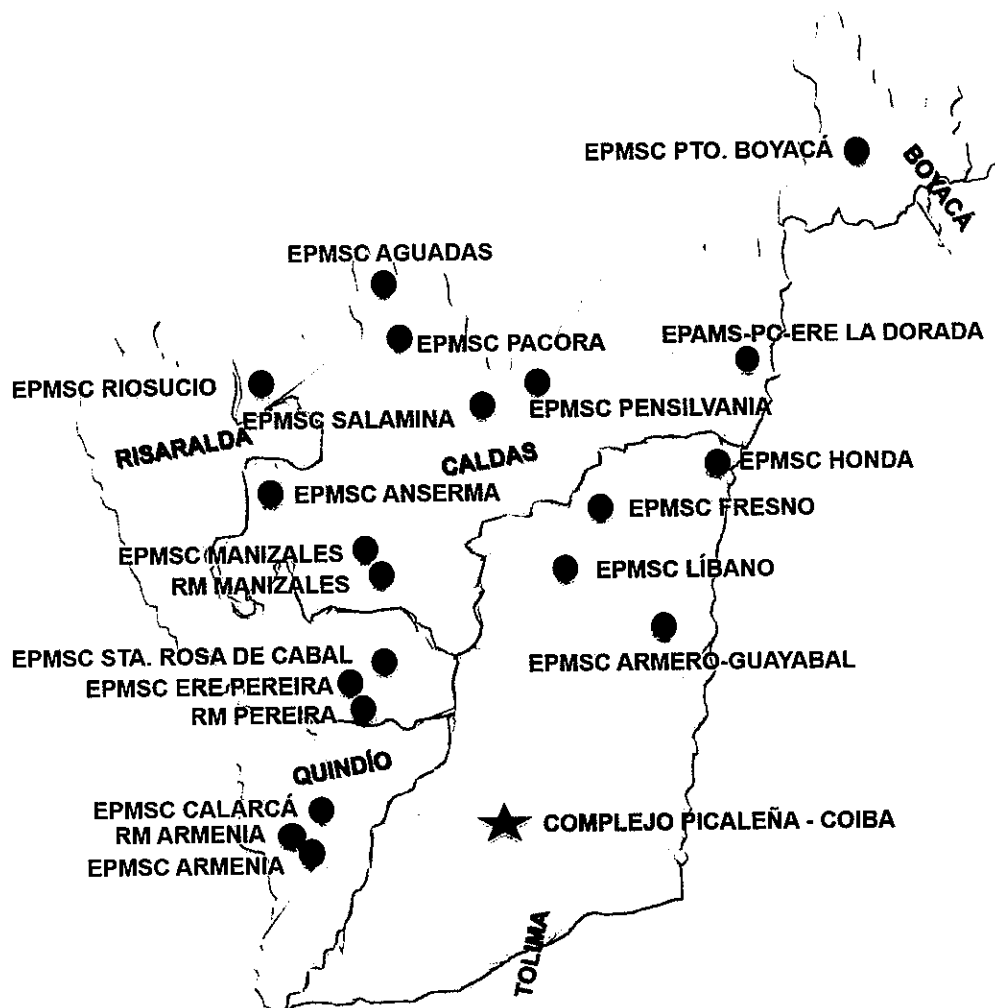 EPMSC PTO. BOYACÁ
BOYACÁ
EPMSC AGUADAS
EPMSC PACORA
EPAMS-PC-ERE LA DORADA
EPMSC RIOSUCIO
EPMSC SALAMINA
EPMSC PENSILVANIA
RISARALDA
CALDAS
EPMSC HONDA
EPMSC ANSERMA
EPMSC FRESNO
EPMSC MANIZALES
RM MANIZALES
EPMSC LÍBANO
EPMSC STA. ROSA DE CABAL
EPMSC ARMERO-GUAYABAL
EPMSC ERE PEREIRA
RM PEREIRA
QUINDÍO
EPMSC CALARCÁ
RM ARMENIA
EPMSC ARMENIA
COMPLEJO PICALEÑA - COIBA
TOLIMA